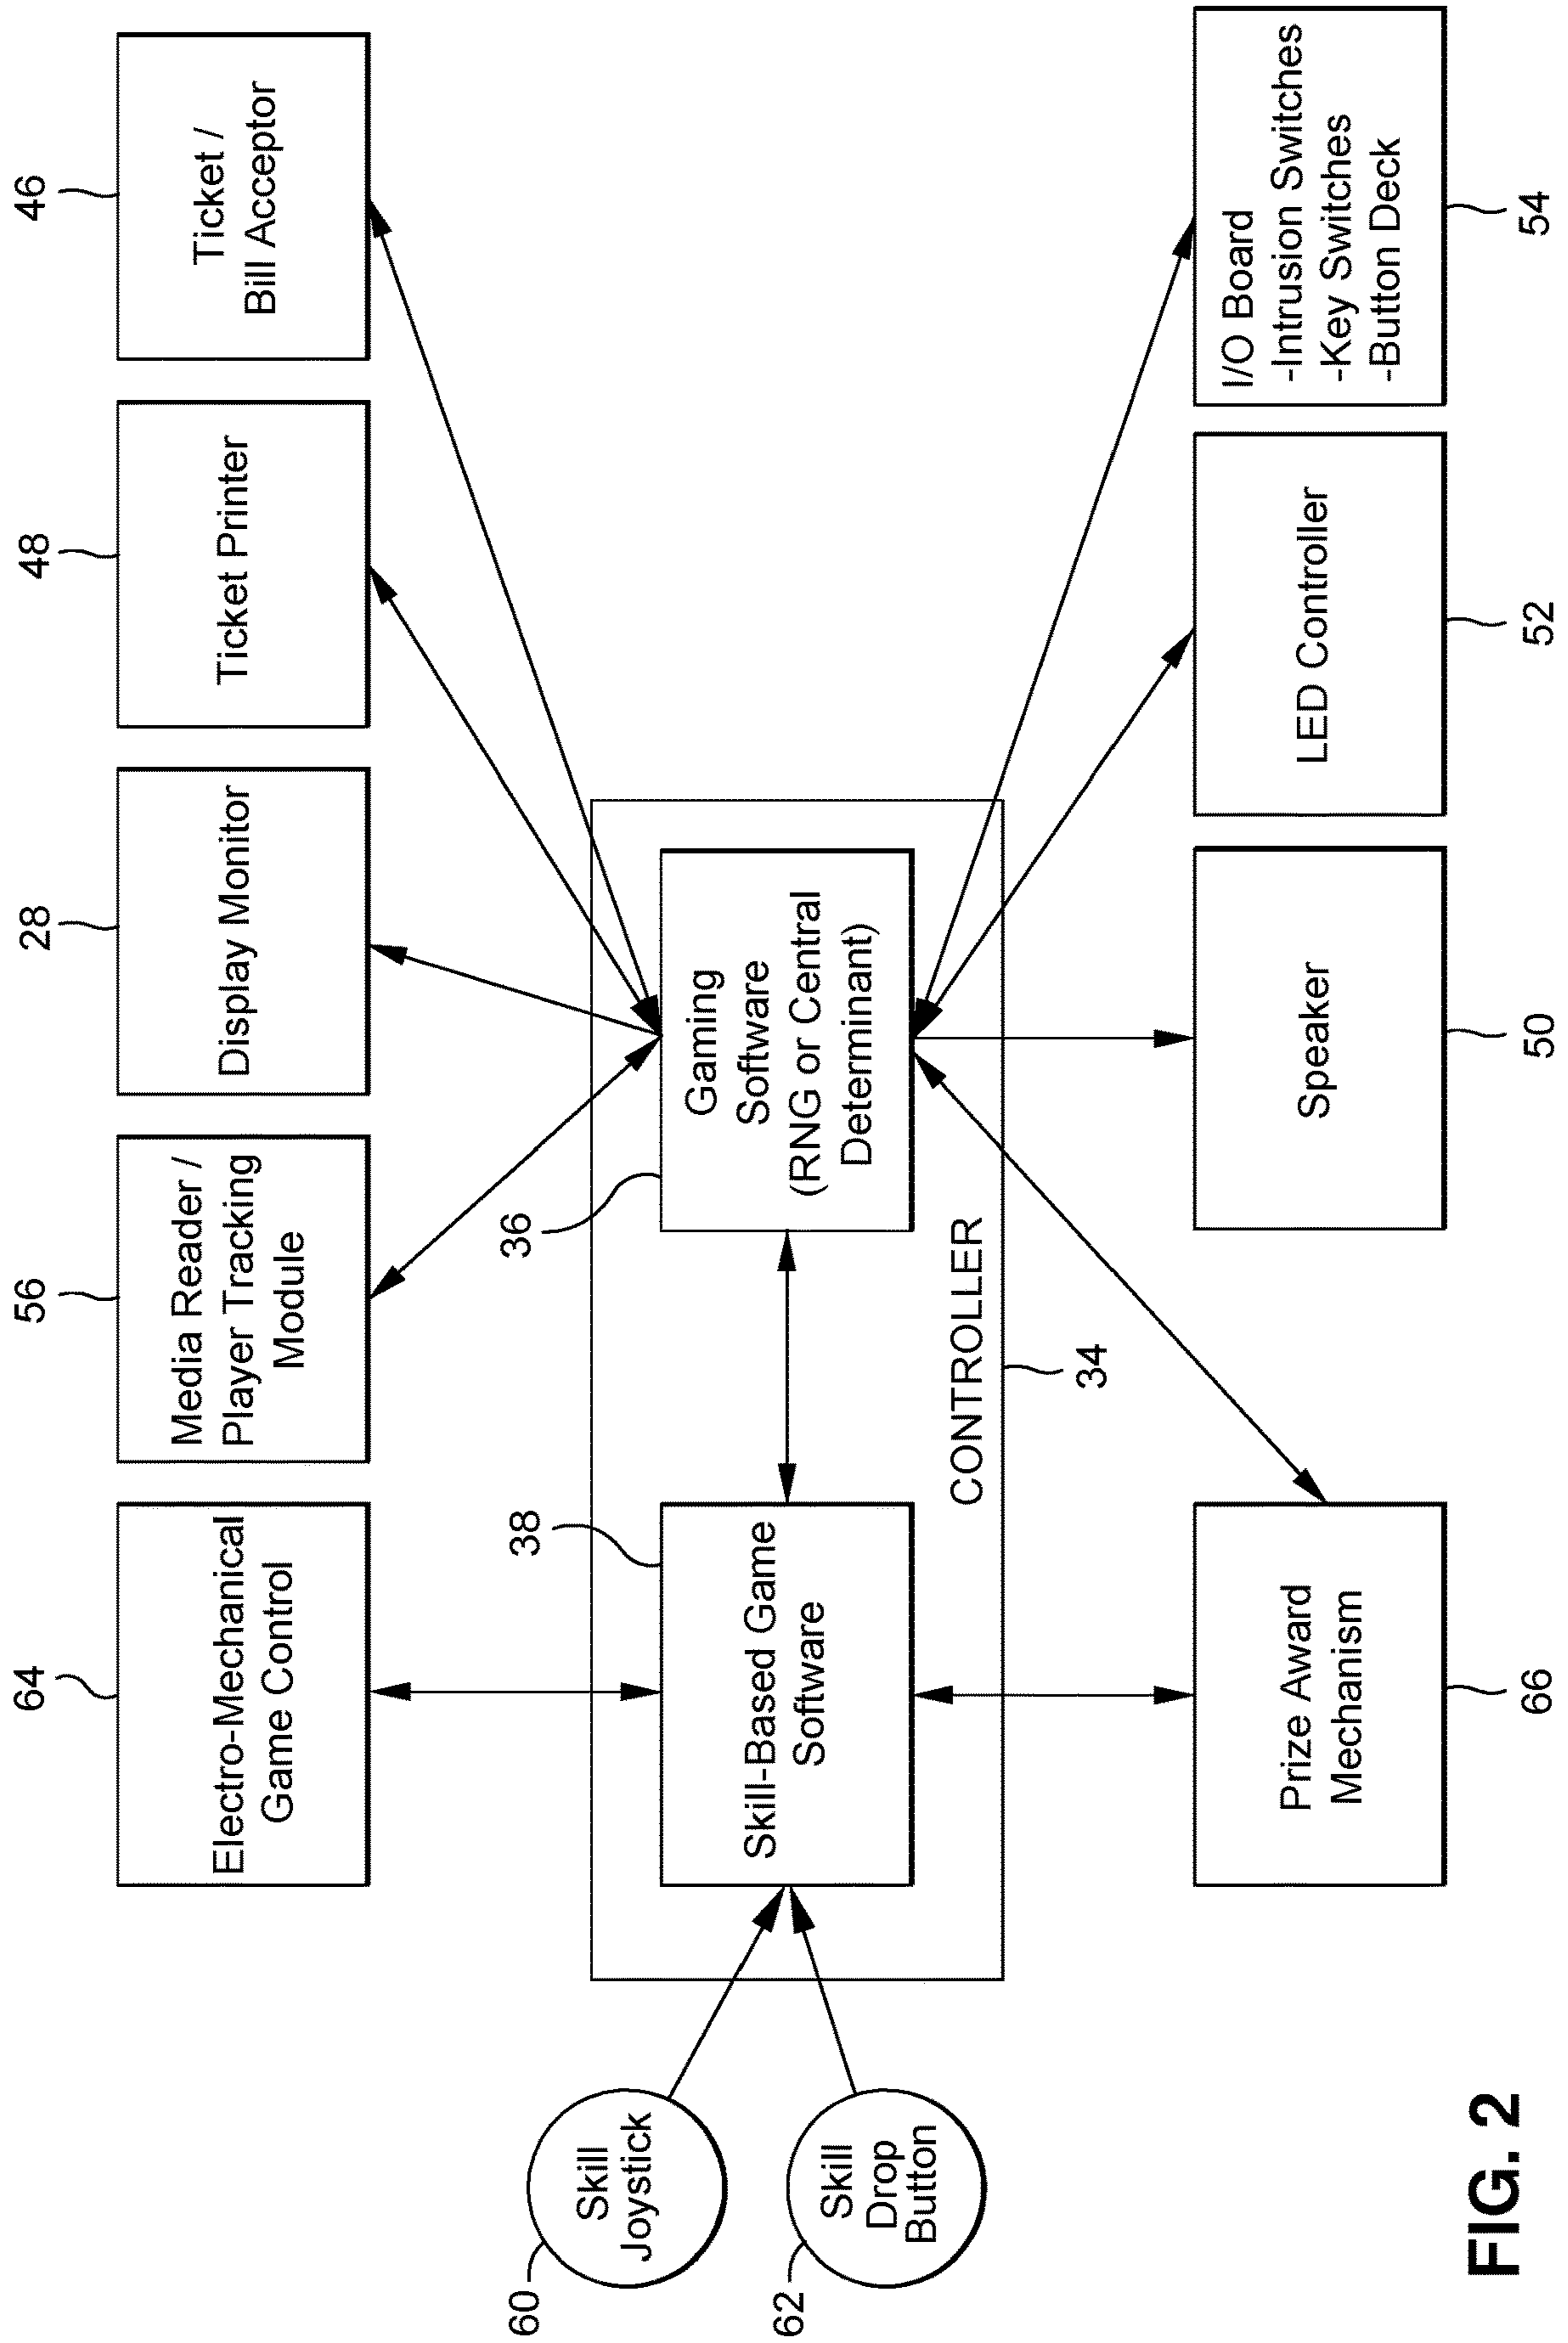 64
56
28
48
46
Electro-Mechanical
Game Control
Media Reader /
Player Tracking
Module
Display Monitor
Ticket Printer
Ticket /
Bill Acceptor
60
Skill
Joystick
62
Skill
Drop
Button
38
Skill-Based Game
Software
36
Gaming
Software
(RNG or Central
Determinant)
CONTROLLER
34
Prize Award
Mechanism
Speaker
LED Controller
I/O Board
-Intrusion Switches
-Key Switches
-Button Deck
66
50
52
54
FIG. 2